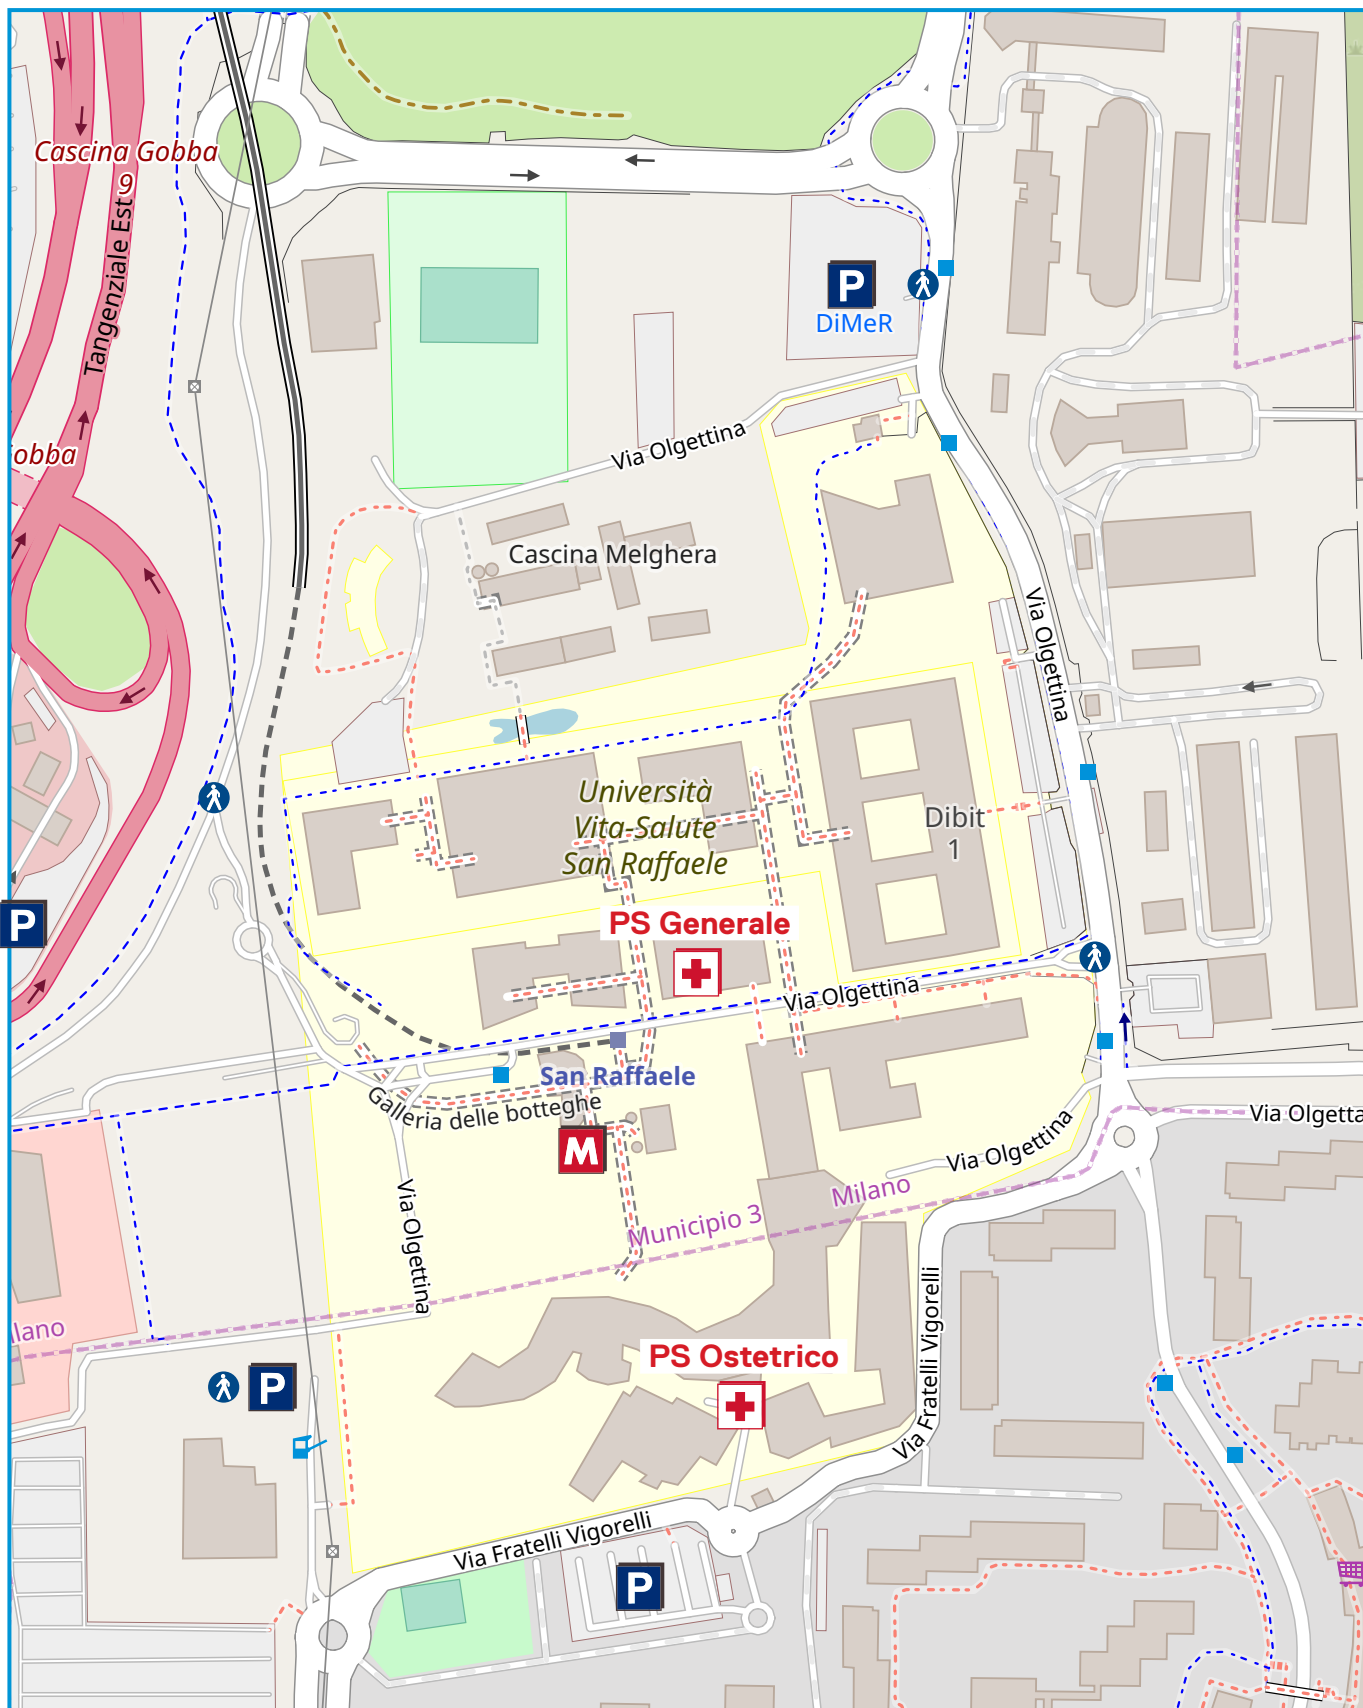 Cascina Gobba
9
Tangenziale Est
P
DiMeR
obba
Via Olgettina
Cascina Melghera
Via Olgettina
Università
Vita-Salute
San Raffaele
Dibit
1
P
PS Generale
Via Olgettina
San Raffaele
Galleria delle botteghe
Via Olgetta
M
Via Olgettina
Via Olgettina
Milano
Municipio 3
lano
Via Fratelli Vigorelli
PS Ostetrico
P
Via Fratelli Vigorelli
P